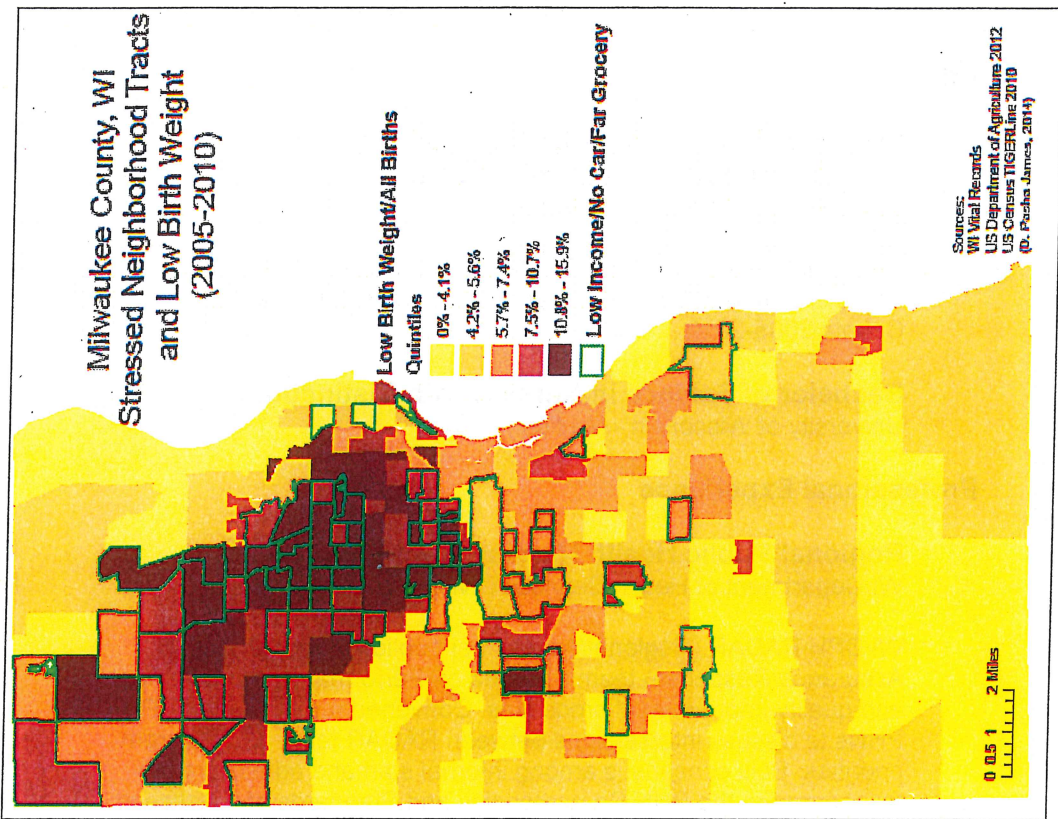 Milwaukee County, WI
Stressed Neighborhood Tracts
and Low Birth Weight
(2005-2010)
Low Birth Weight/All Births
Quintiles
0% - 4.1%
4.2% - 5.6%
5.7% - 7.4%
7.5% - 10.7%
10.8% - 15.9%
Low Income/No Car/Far Grocery
Sources:
WI Vital Records
US Department of Agriculture 2012
US Census TIGERLine 2010
(D. Pasha James, 2014)
0 0.5 1 2 Miles